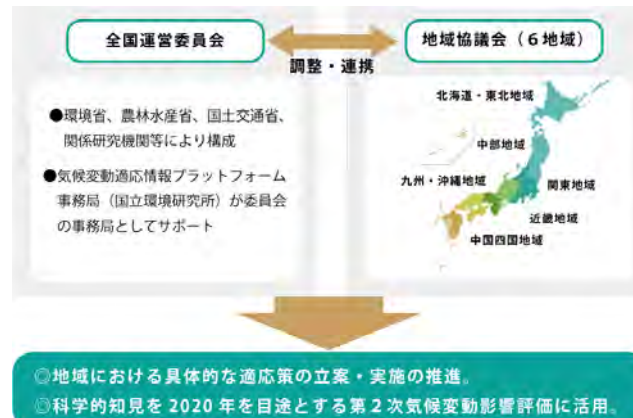 全国運営委員会
調整・連携
地域協議会（6地域）
●環境省、農林水産省、国土交通省、
関係研究機関等により構成
●気候変動適応情報プラットフォーム
事務局（国立環境研究所）が委員会
の事務局としてサポート
北海道・東北地域
中部地域
九州・沖縄地域
関東地域
近畿地域
中国四国地域
◎地域における具体的な適応策の立案・実施の推進。
◎科学的知見を 2020 年を目途とする第２次気候変動影響評価に活用。